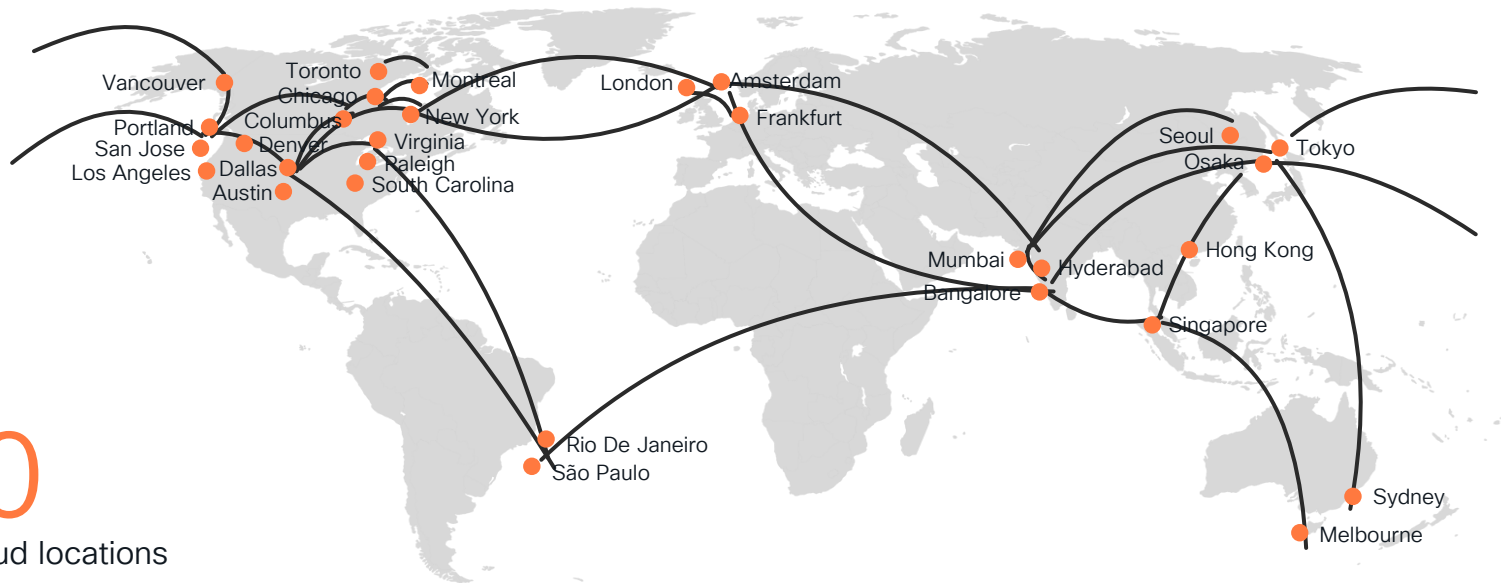 Vancouver
Toronto
Montreal
Chicago
Columbus
New York
Portland
San Jose
Denver
Virginia
Los Angeles
Dallas
Raleigh
Austin
South Carolina
London
Amsterdam
Frankfurt
Seoul
Tokyo
Osaka
Mumbai
Hyderabad
Bangalore
Hong Kong
Singapore
Rio De Janeiro
São Paulo
Sydney
Melbourne
0
ud locations